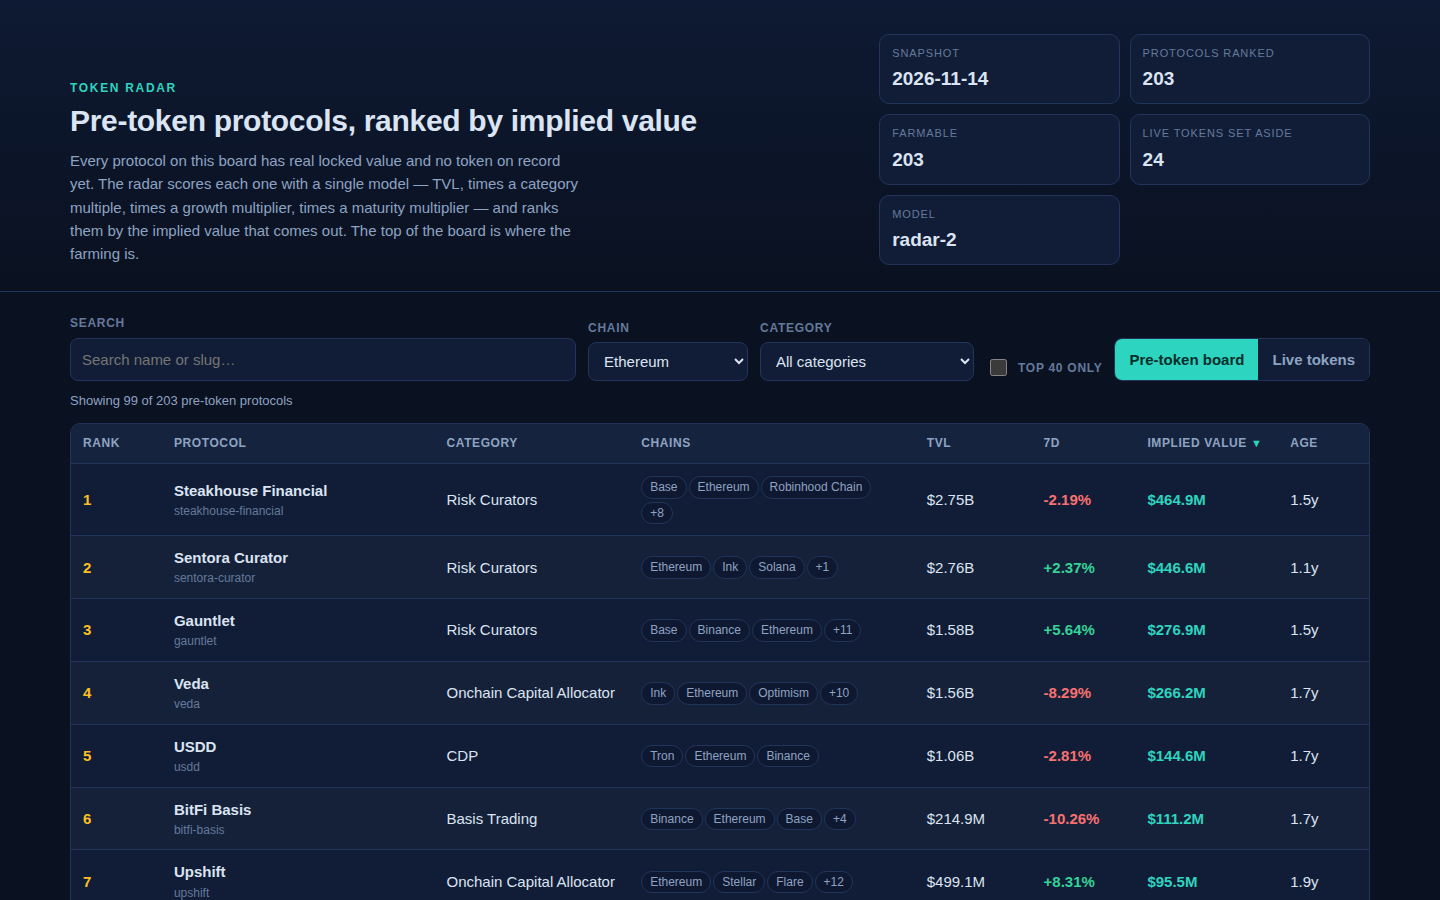 TOKEN RADAR
Pre-token protocols, ranked by implied value
Every protocol on this board has real locked value and no token on record
yet. The radar scores each one with a single model — TVL, times a category
multiple, times a growth multiplier, times a maturity multiplier — and ranks
them by the implied value that comes out. The top of the board is where the
farming is.
SNAPSHOT
2026-11-14
PROTOCOLS RANKED
203
FARMABLE
203
LIVE TOKENS SET ASIDE
24
MODEL
radar-2
SEARCH
Search name or slug…
CHAIN
Ethereum
CATEGORY
All categories
TOP 40 ONLY
Pre-token board
Live tokens
Showing 99 of 203 pre-token protocols
RANK PROTOCOL CATEGORY CHAINS TVL 7D IMPLIED VALUE ▼ AGE
1 Steakhouse Financial Risk Curators Base Ethereum Robinhood Chain $2.75B -2.19% $464.9M 1.5y
steakhouse-financial +8
2 Sentora Curator Risk Curators Ethereum Ink Solana +1 $2.76B +2.37% $446.6M 1.1y
sentora-curator
3 Gauntlet Risk Curators Base Binance Ethereum +11 $1.58B +5.64% $276.9M 1.5y
gauntlet
4 Veda Onchain Capital Allocator Ink Ethereum Optimism +10 $1.56B -8.29% $266.2M 1.7y
veda
5 USDD CDP Tron Ethereum Binance $1.06B -2.81% $144.6M 1.7y
usdd
6 BitFi Basis Basis Trading Binance Ethereum Base +4 $214.9M -10.26% $111.2M 1.7y
bitfi-basis
7 Upshift Onchain Capital Allocator Ethereum Stellar Flare +12 $499.1M +8.31% $95.5M 1.9y
upshift